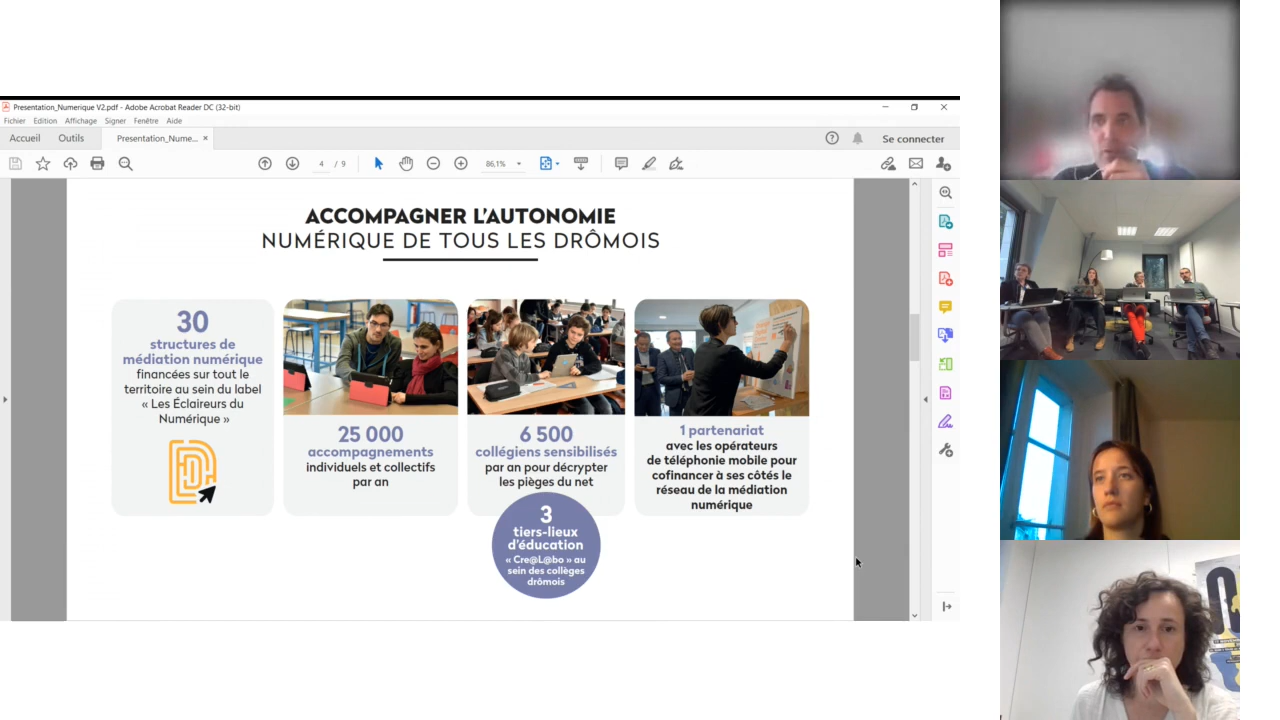 Presentation_Numerique V2.pdf - Adobe Acrobat Reader DC (32-bit)
Fichier Edition Affichage Signer Fenêtre Aide
Accueil Outils Presentation_Nume... × Se connecter
4 / 9 86,1%
ACCOMPAGNER L'AUTONOMIE
NUMÉRIQUE DE TOUS LES DRÔMOIS
30
structures de
médiation numérique
financées sur tout le
territoire au sein du label
« Les Éclaireurs du
Numérique »
25 000
accompagnements
individuels et collectifs
par an
6 500
collégiens sensibilisés
par an pour décrypter
les pièges du net
3
tiers-lieux
d'éducation
« Cre@L@bo » au
sein des collèges
drômois
1 partenariat
avec les opérateurs
de téléphonie mobile pour
cofinancer à ses côtés le
réseau de la médiation
numérique